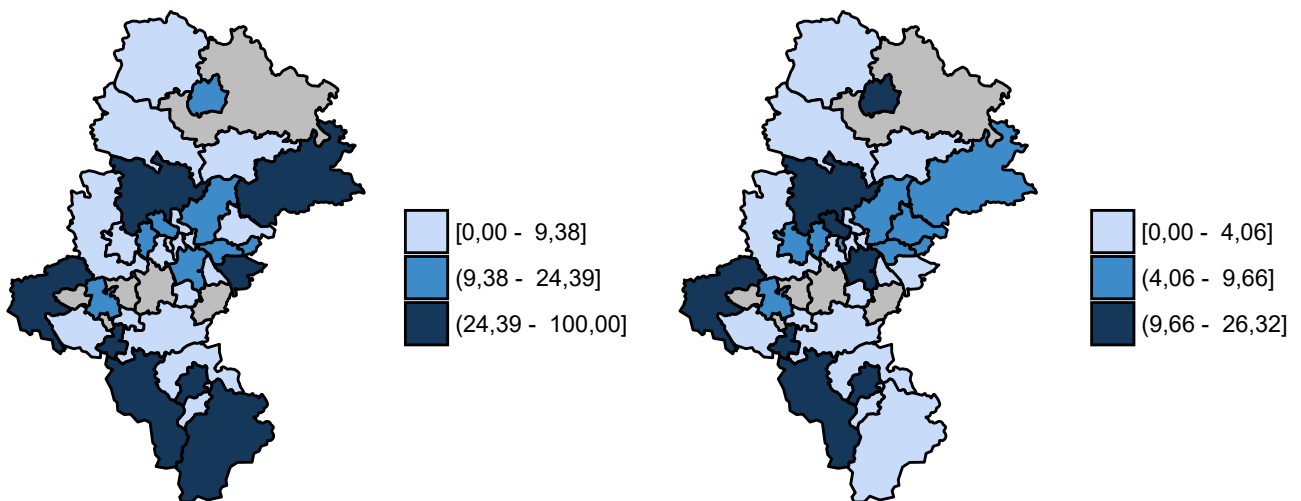 [0,00 - 9,38]
(9,38 - 24,39]
(24,39 - 100,00]
[0,00 - 4,06]
(4,06 - 9,66]
(9,66 - 26,32]